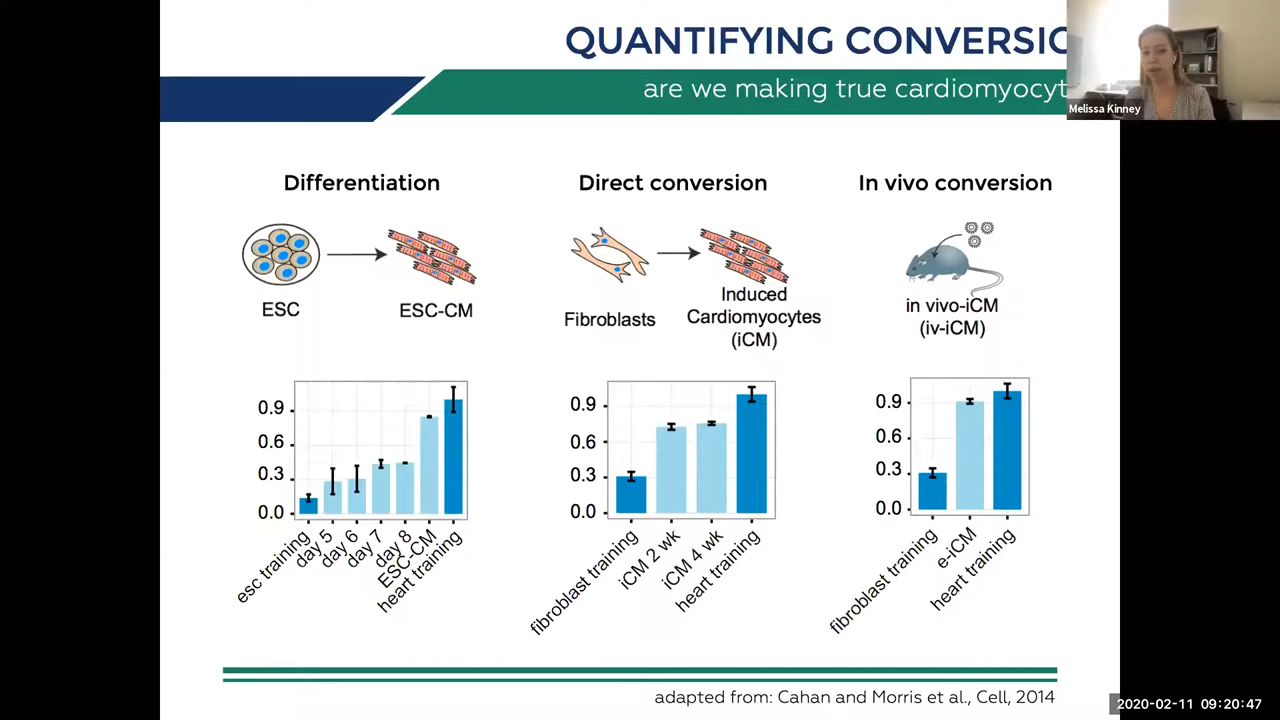 QUANTIFYING CONVERSIO
are we making true cardiomyocyt
Melissa Kinney
Differentiation
Direct conversion
In vivo conversion
ESC
ESC-CM
Fibroblasts
Induced
Cardiomyocytes
(iCM)
in vivo-iCM
(iv-iCM)
0.9
0.6
0.3
0.0
esc training
day 5
day 6
day 7
day 8
ESC-CM
heart training
0.9
0.6
0.3
0.0
fibroblast training
iCM 2 wk
iCM 4 wk
heart training
0.9
0.6
0.3
0.0
fibroblast training
e-iCM
heart training
adapted from: Cahan and Morris et al., Cell, 2014
2020-02-11 09:20:47